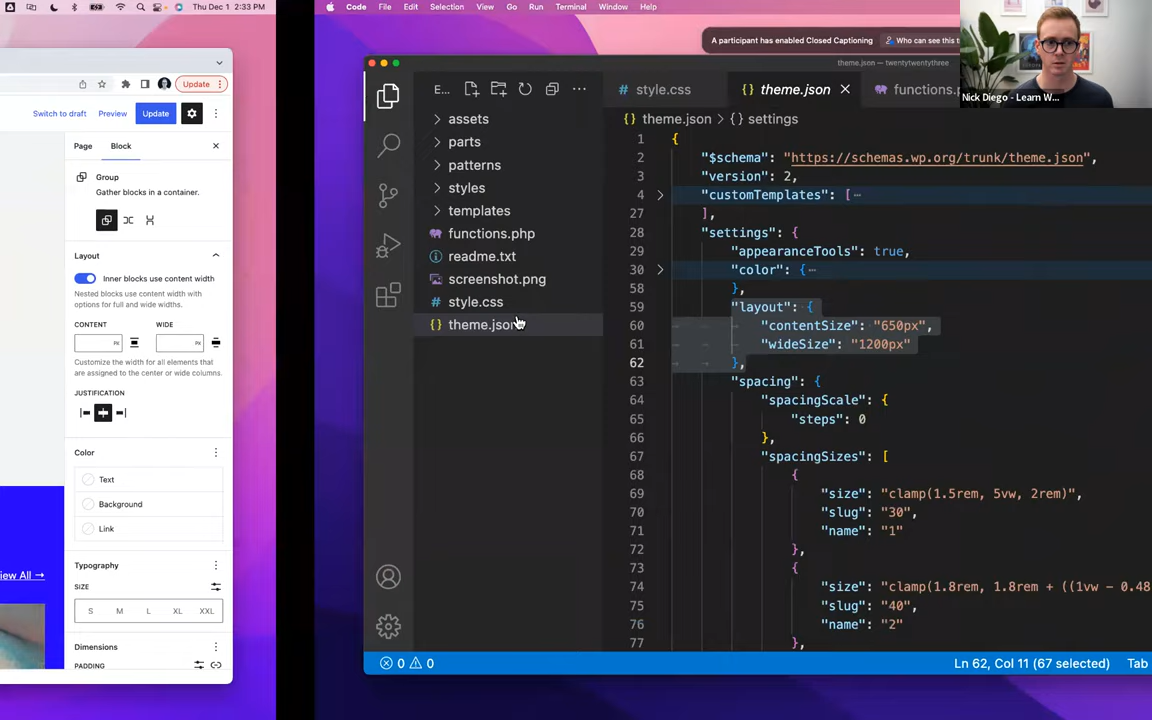 Thu Dec 1 2:33 PM
Update
Switch to draft Preview Update
Page Block
Group
Gather blocks in a container.
Layout
Inner blocks use content width
Nested blocks use content width with
options for full and wide widths.
CONTENT WIDE
PX PX
Customize the width for all elements that
are assigned to the center or wide columns.
JUSTIFICATION
Color
Text
Background
Link
Typography
SIZE
S M L XL XXL
Dimensions
PADDING
iew All →
Code File Edit Selection View Go Run Terminal Window Help
A participant has enabled Closed Captioning Who can see this t
Nick Diego - Learn W...
theme.json — twentytwentythree
E...
assets
parts
patterns
styles
templates
functions.php
readme.txt
screenshot.png
style.css
theme.json
style.css theme.json functions.p
theme.json > {} settings
1 {
2 "$schema": "https://schemas.wp.org/trunk/theme.json",
3 "version": 2,
4 "customTemplates": [ …
27 ],
28 "settings": {
29 "appearanceTools": true,
30 "color": { …
58 },
59 "layout": {
60 "contentSize": "650px",
61 "wideSize": "1200px"
62 },
63 "spacing": {
64 "spacingScale": {
65 "steps": 0
66 },
67 "spacingSizes": [
68 {
69 "size": "clamp(1.5rem, 5vw, 2rem)",
70 "slug": "30",
71 "name": "1"
72 },
73 {
74 "size": "clamp(1.8rem, 1.8rem + ((1vw - 0.48
75 "slug": "40",
76 "name": "2"
77 },
0 0 Ln 62, Col 11 (67 selected) Tab